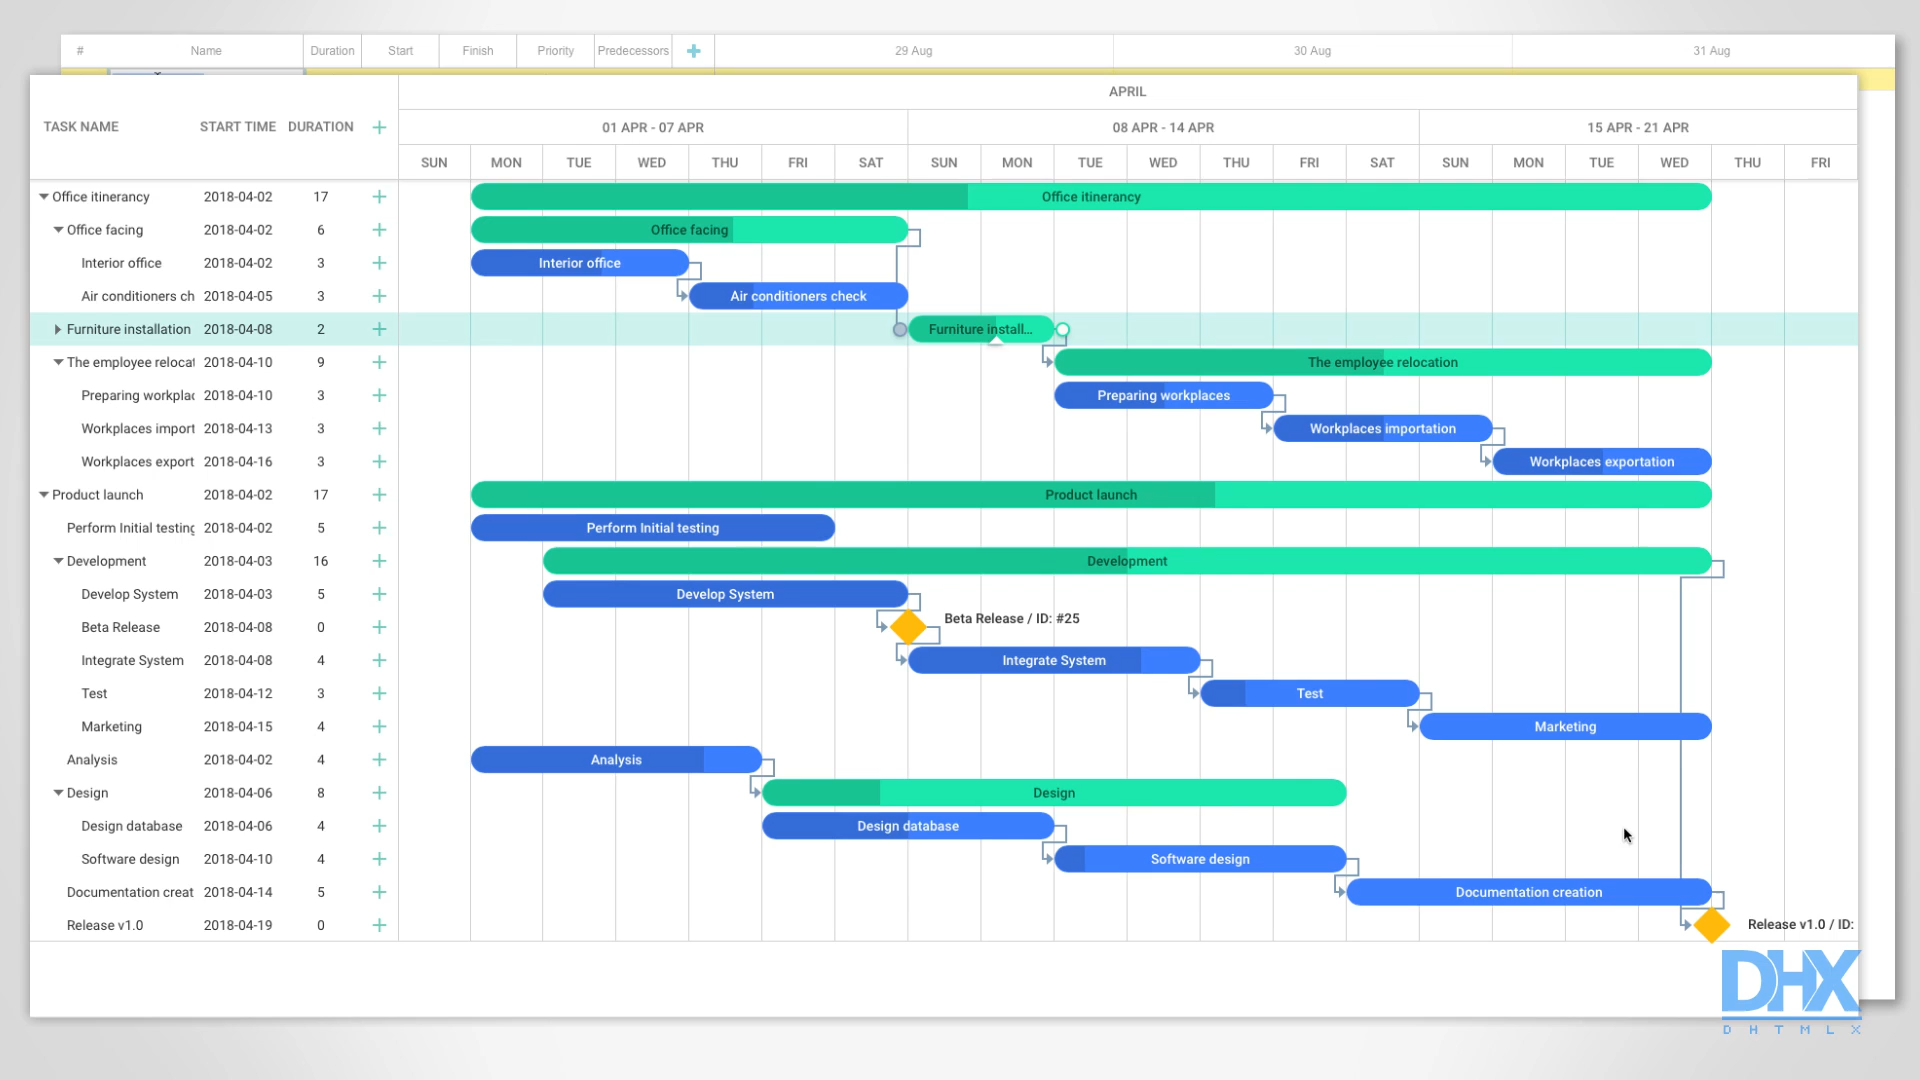 # Name Duration Start Finish Priority Predecessors + 29 Aug 30 Aug 31 Aug
APRIL
TASK NAME START TIME DURATION + 01 APR - 07 APR 08 APR - 14 APR 15 APR - 21 APR
SUN MON TUE WED THU FRI SAT SUN MON TUE WED THU FRI SAT SUN MON TUE WED THU FRI
Office itinerancy 2018-04-02 17 + Office itinerancy
Office facing 2018-04-02 6 + Office facing
Interior office 2018-04-02 3 + Interior office
Air conditioners ch 2018-04-05 3 + Air conditioners check
Furniture installation 2018-04-08 2 + Furniture install...
The employee relocat 2018-04-10 9 + The employee relocation
Preparing workplac 2018-04-10 3 + Preparing workplaces
Workplaces import 2018-04-13 3 + Workplaces importation
Workplaces export 2018-04-16 3 + Workplaces exportation
Product launch 2018-04-02 17 + Product launch
Perform Initial testing 2018-04-02 5 + Perform Initial testing
Development 2018-04-03 16 + Development
Develop System 2018-04-03 5 + Develop System
Beta Release 2018-04-08 0 + Beta Release / ID: #25
Integrate System 2018-04-08 4 + Integrate System
Test 2018-04-12 3 + Test
Marketing 2018-04-15 4 + Marketing
Analysis 2018-04-02 4 + Analysis
Design 2018-04-06 8 + Design
Design database 2018-04-06 4 + Design database
Software design 2018-04-10 4 + Software design
Documentation creat 2018-04-14 5 + Documentation creation
Release v1.0 2018-04-19 0 + Release v1.0 / ID:
DHX
DHTMLX